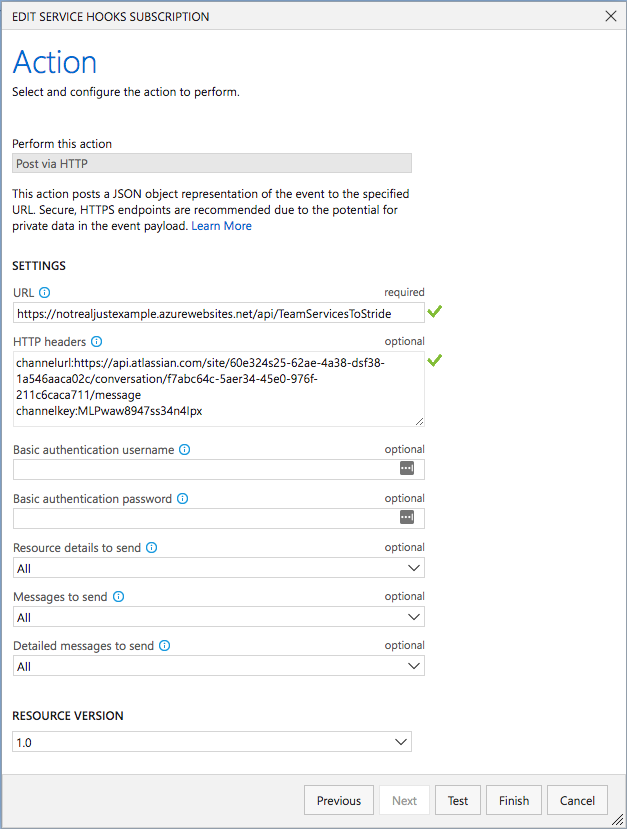 EDIT SERVICE HOOKS SUBSCRIPTION
Action
Select and configure the action to perform.
Perform this action
Post via HTTP
This action posts a JSON object representation of the event to the specified
URL. Secure, HTTPS endpoints are recommended due to the potential for
private data in the event payload. Learn More
SETTINGS
URL required
https://notrealjustexample.azurewebsites.net/api/TeamServicesToStride
HTTP headers optional
channelurl:https://api.atlassian.com/site/60e324s25-62ae-4a38-dsf38-
1a546aaca02c/conversation/f7abc64c-5aer34-45e0-976f-
211c6caca711/message
channelkey:MLPwaw8947ss34n4lpx
Basic authentication username optional
Basic authentication password optional
Resource details to send optional
All
Messages to send optional
All
Detailed messages to send optional
All
RESOURCE VERSION
1.0
Previous Next Test Finish Cancel